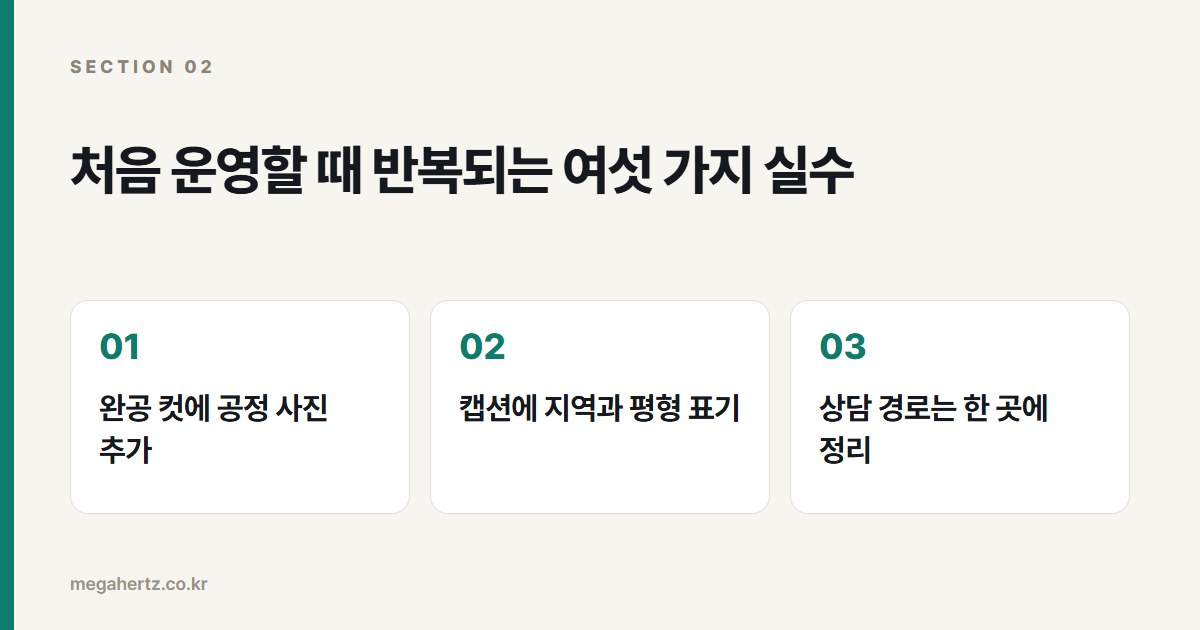 SECTION 02
처음 운영할 때 반복되는 여섯 가지 실수
01
완공 컷에 공정 사진
추가
02
캡션에 지역과 평형 표기
03
상담 경로는 한 곳에
정리
megahertz.co.kr